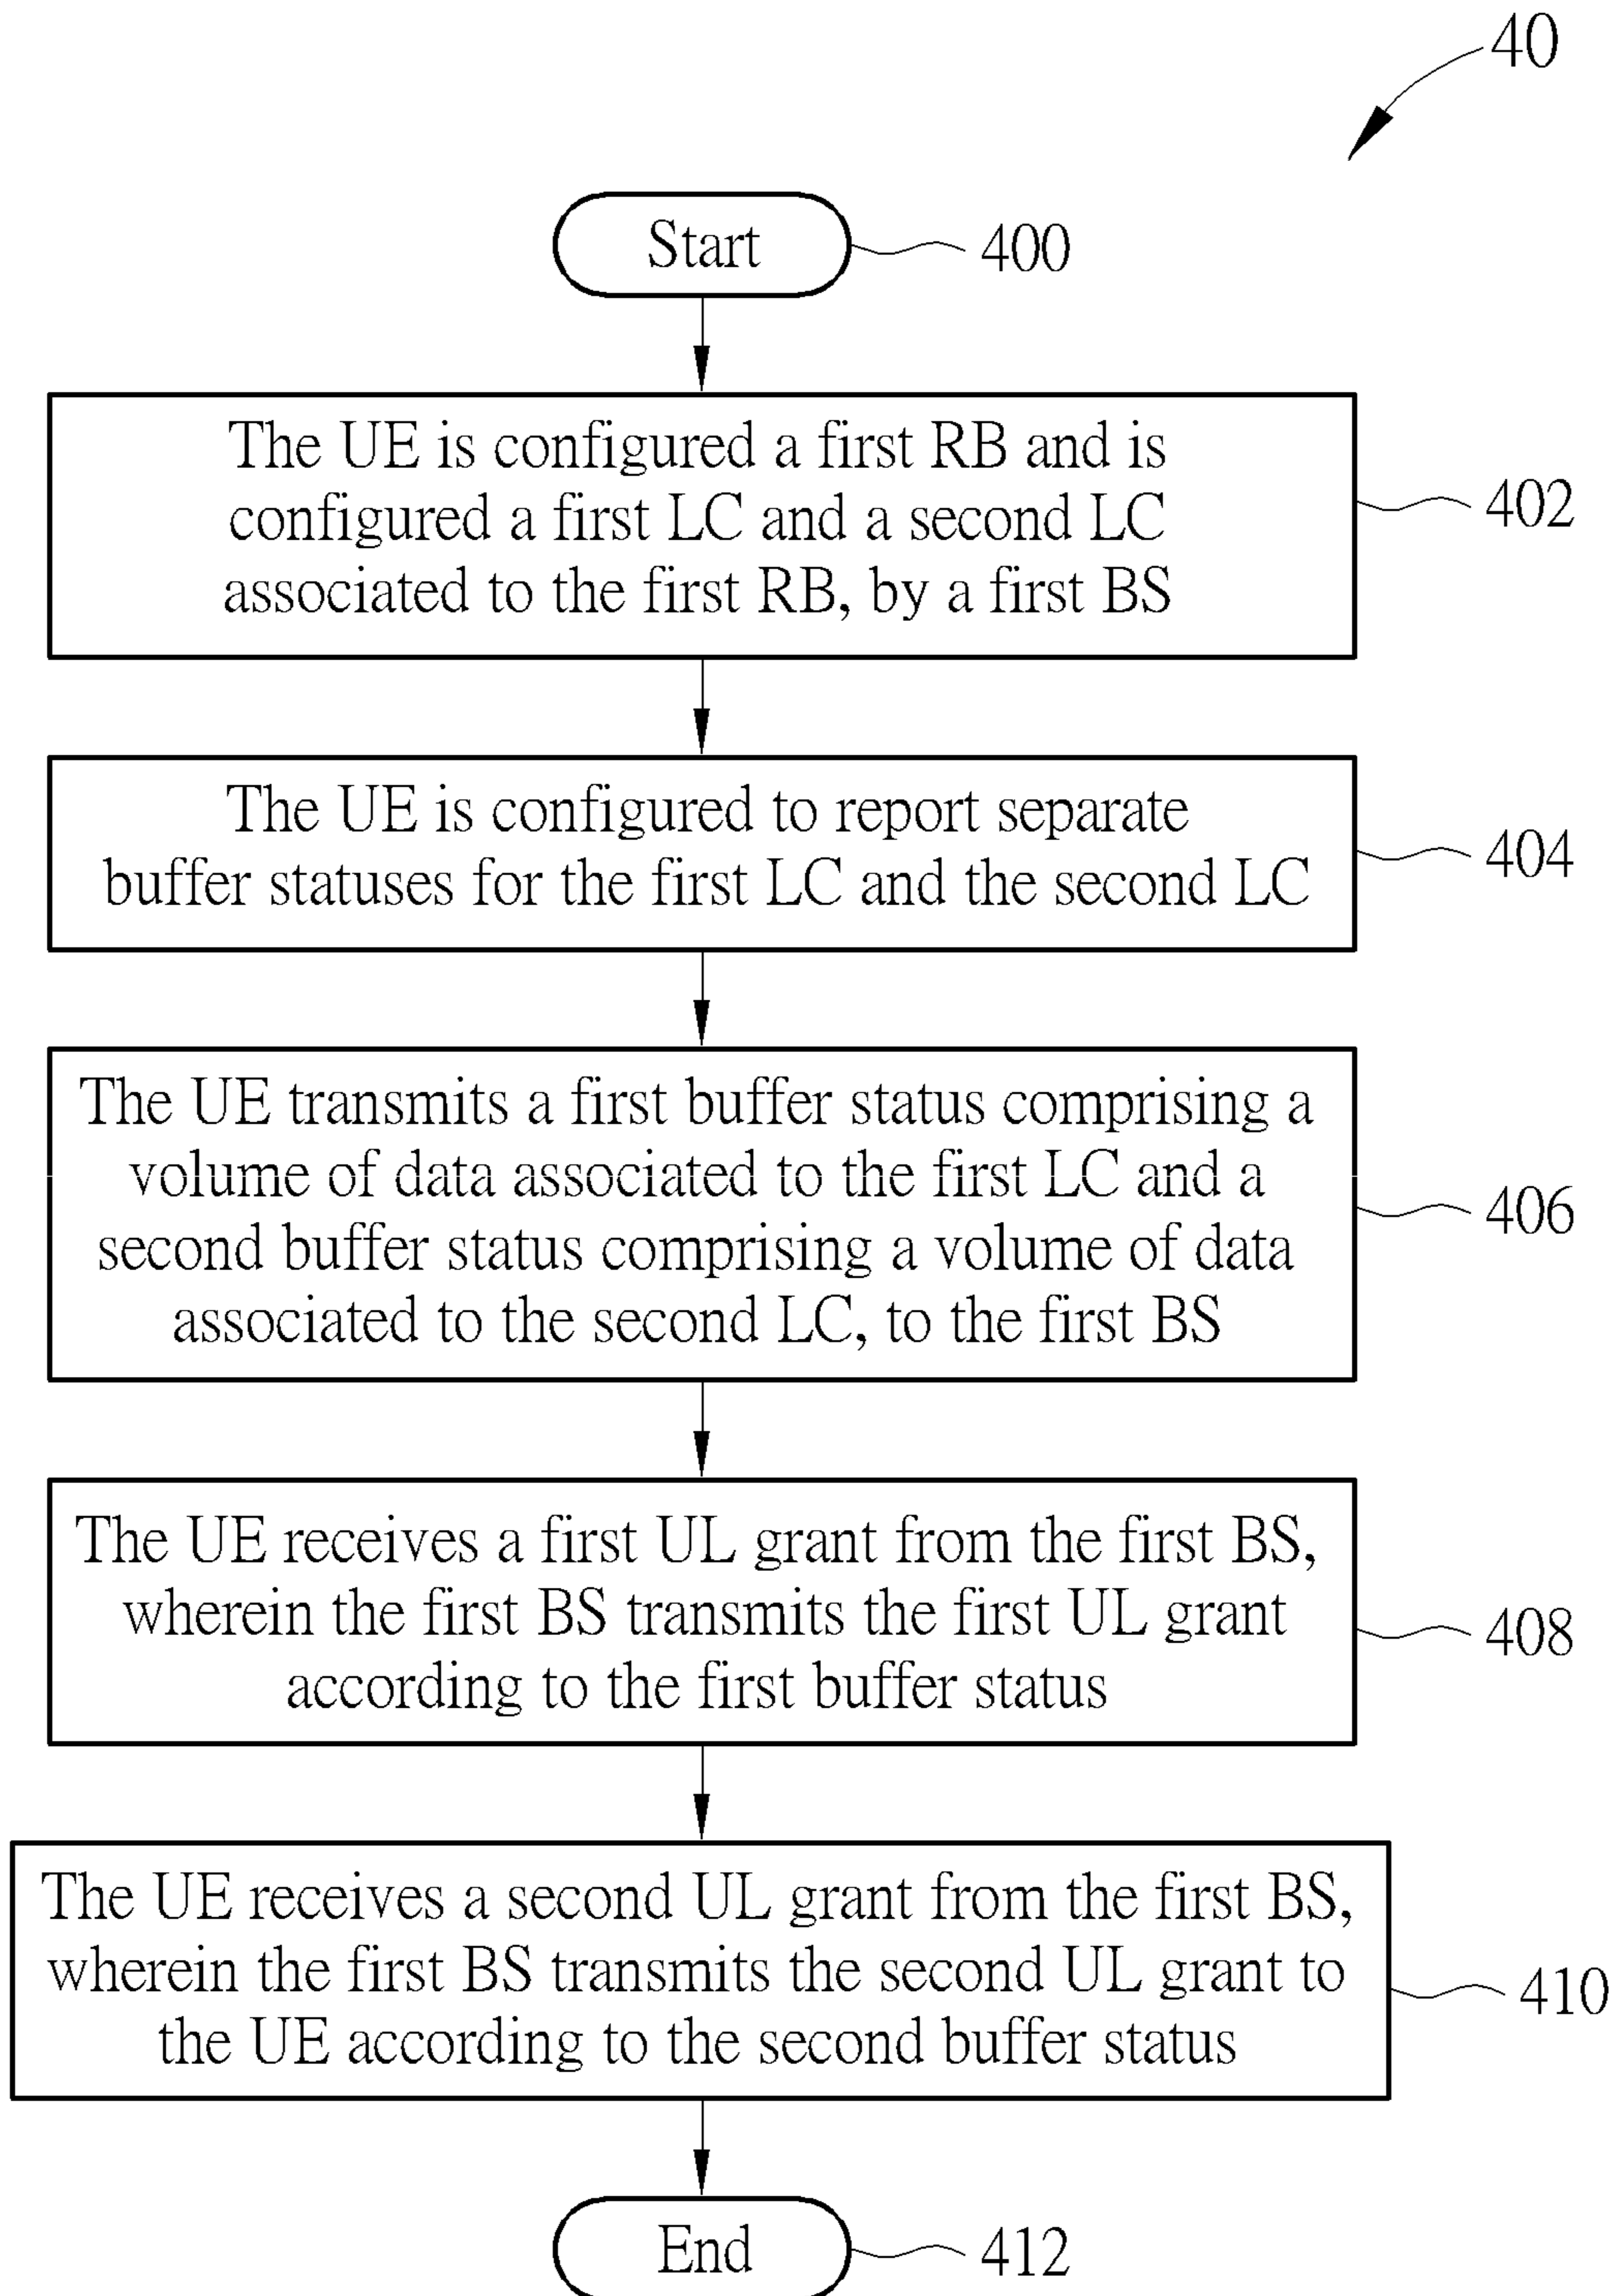 40
Start
400
The UE is configured a first RB and is
configured a first LC and a second LC
associated to the first RB, by a first BS
402
The UE is configured to report separate
buffer statuses for the first LC and the second LC
404
The UE transmits a first buffer status comprising a
volume of data associated to the first LC and a
second buffer status comprising a volume of data
associated to the second LC, to the first BS
406
The UE receives a first UL grant from the first BS,
wherein the first BS transmits the first UL grant
according to the first buffer status
408
The UE receives a second UL grant from the first BS,
wherein the first BS transmits the second UL grant to
the UE according to the second buffer status
410
End
412